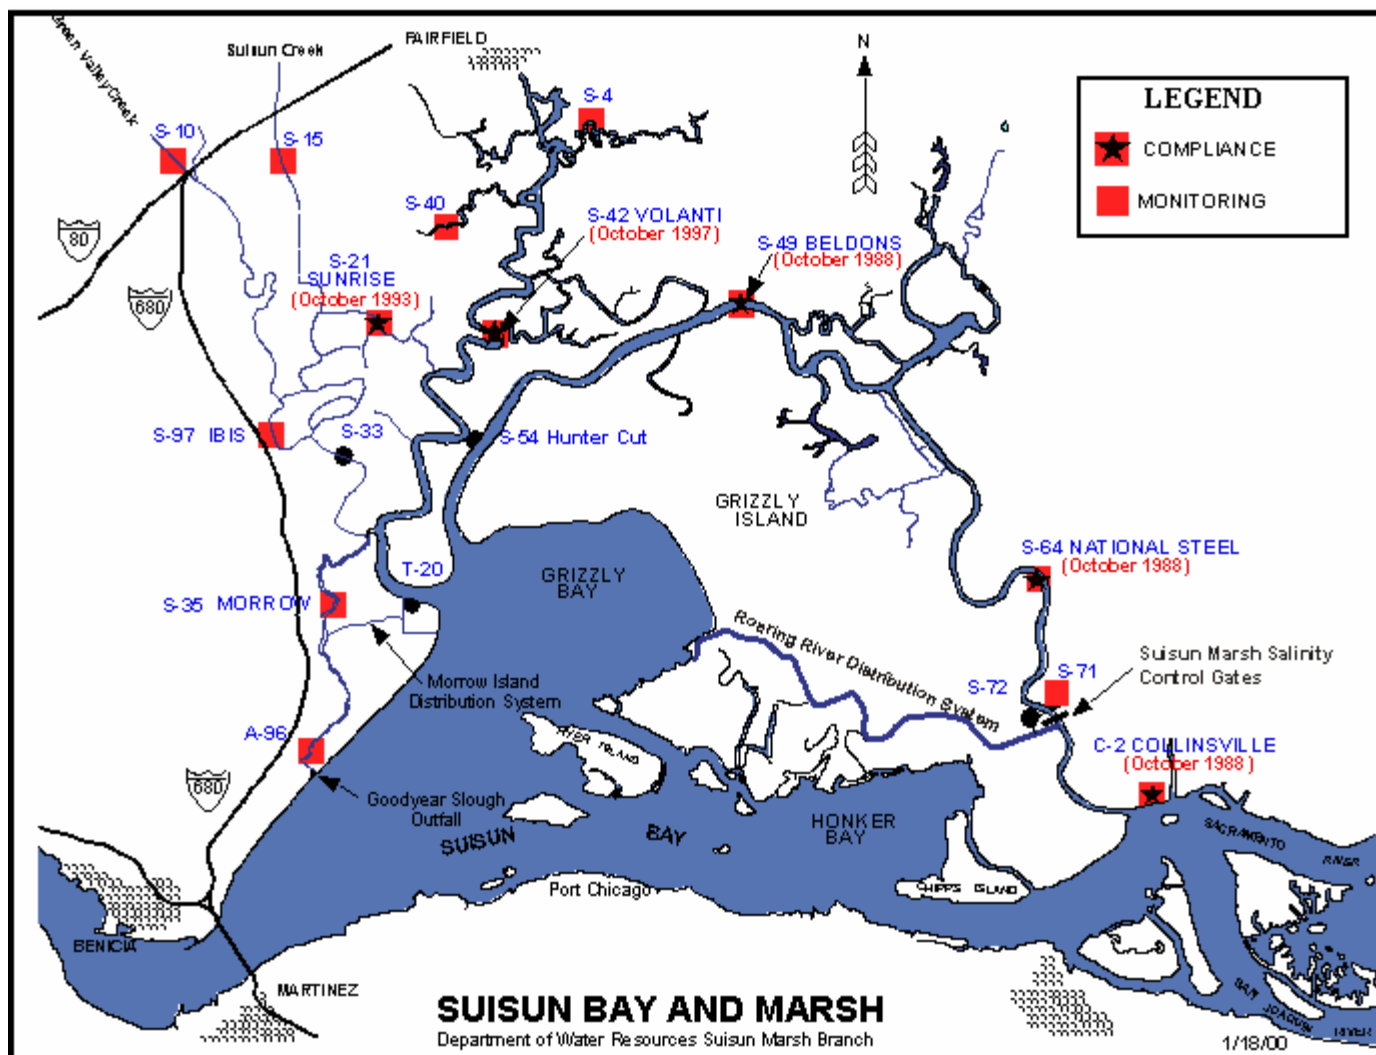 Green Valley Creek
Suisun Creek
FAIRFIELD
N
LEGEND
COMPLIANCE
MONITORING
S-10
S-15
S-4
S-40
S-42 VOLANTI
(October 1997)
S-49 BELDONS
(October 1988)
80
680
S-21
SUNRISE
(October 1993)
S-97 IBIS
S-33
S-54 Hunter Cut
GRIZZLY
ISLAND
S-64 NATIONAL STEEL
(October 1988)
T-20
GRIZZLY
BAY
S-35 MORROW
Roaring River Distribution System
Suisun Marsh Salinity
Control Gates
S-71
S-72
Morrow Island
Distribution System
A-96
C-2 COLLINSVILLE
(October 1988)
680
Goodyear Slough
Outfall
RYER ISLAND
SUISUN BAY
HONKER
BAY
SACRAMENTO RIVER
Port Chicago
CHIPPS ISLAND
BENICIA
MARTINEZ
SAN JOAQUIN RIVER
SUISUN BAY AND MARSH
Department of Water Resources Suisun Marsh Branch
1/18/00